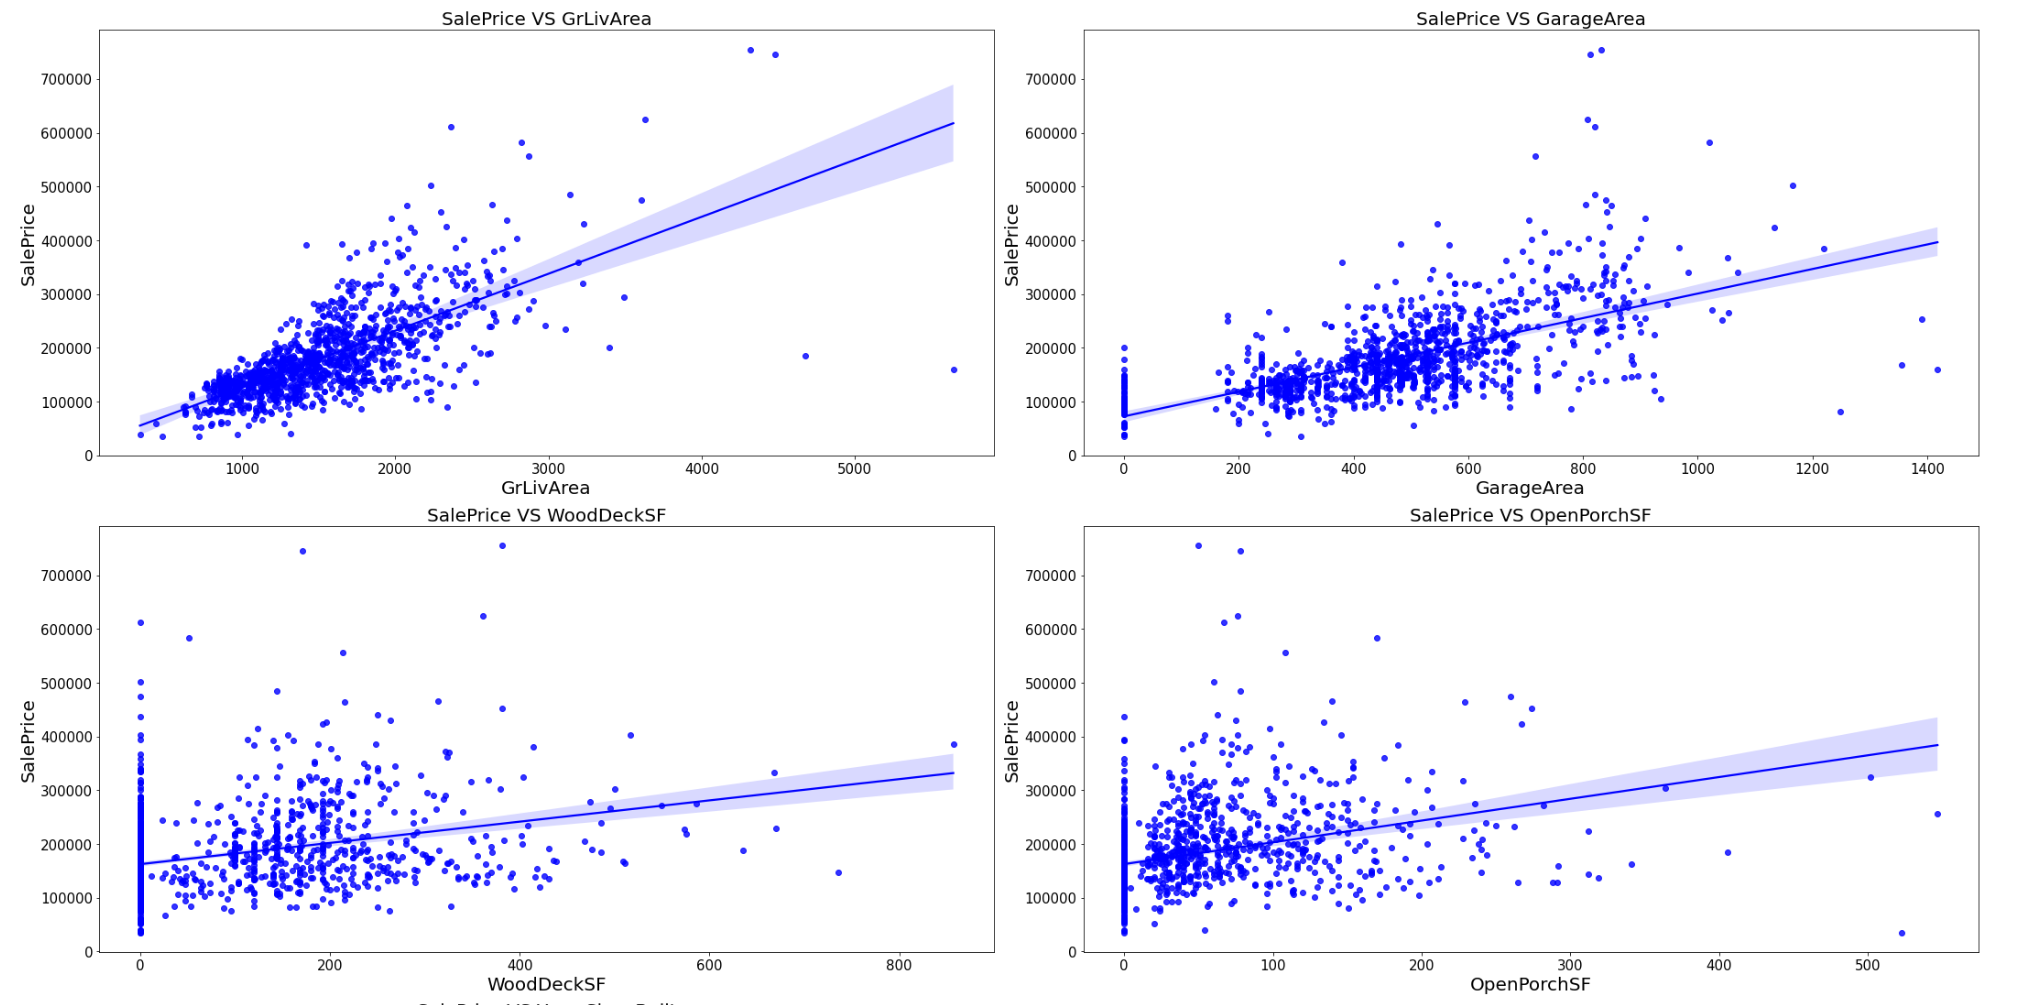 SalePrice VS GrLivArea
SalePrice
700000
600000
500000
400000
300000
200000
100000
0
1000 2000 3000 4000 5000
GrLivArea
SalePrice VS GarageArea
SalePrice
700000
600000
500000
400000
300000
200000
100000
0
0 200 400 600 800 1000 1200 1400
GarageArea
SalePrice VS WoodDeckSF
SalePrice
700000
600000
500000
400000
300000
200000
100000
0
0 200 400 600 800
WoodDeckSF
SalePrice VS OpenPorchSF
SalePrice
700000
600000
500000
400000
300000
200000
100000
0
0 100 200 300 400 500
OpenPorchSF